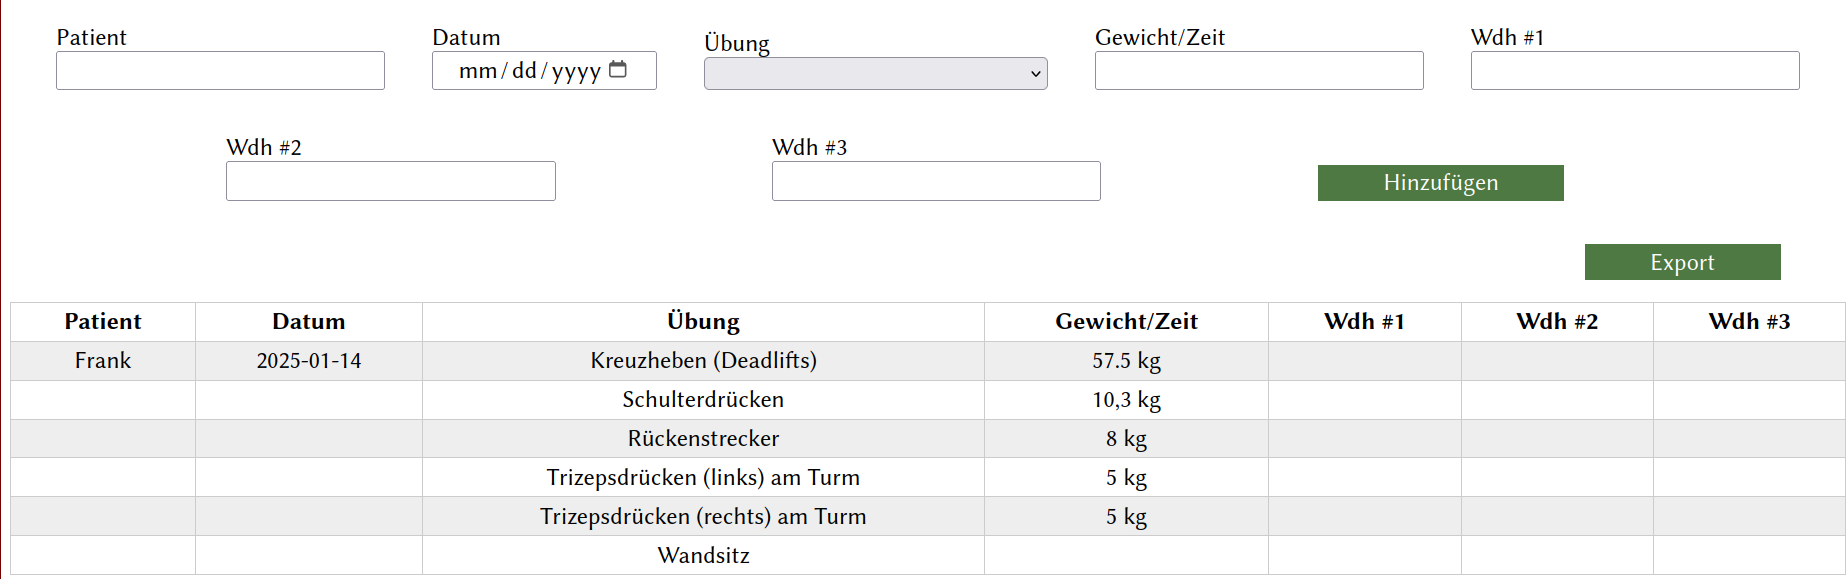 Patient Datum Übung Gewicht/Zeit Wdh #1
mm/dd/yyyy
Wdh #2 Wdh #3
Hinzufügen
Export
Patient Datum Übung Gewicht/Zeit Wdh #1 Wdh #2 Wdh #3
Frank 2025-01-14 Kreuzheben (Deadlifts) 57.5 kg
Schulterdrücken 10,3 kg
Rückenstrecker 8 kg
Trizepsdrücken (links) am Turm 5 kg
Trizepsdrücken (rechts) am Turm 5 kg
Wandsitz